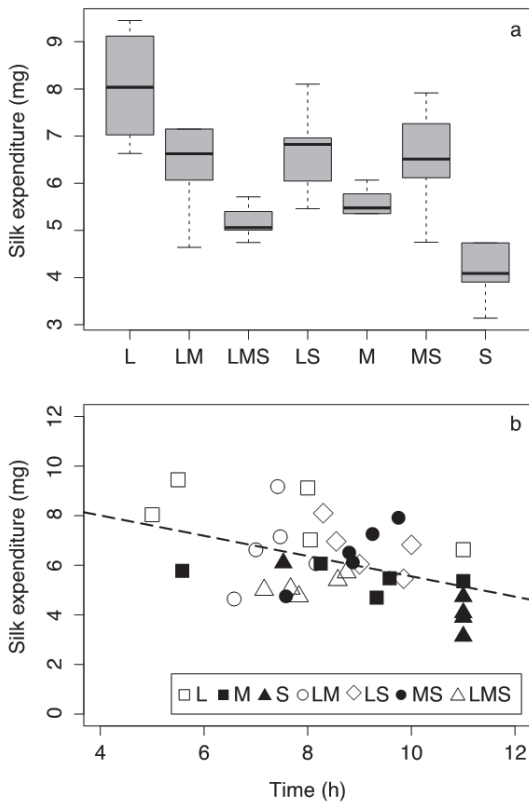 a
Silk expenditure (mg)
9
8
7
6
5
4
3
L LM LMS LS M MS S
b
Silk expenditure (mg)
12
10
8
6
4
2
0
L M S LM LS MS LMS
4 6 8 10 12
Time (h)